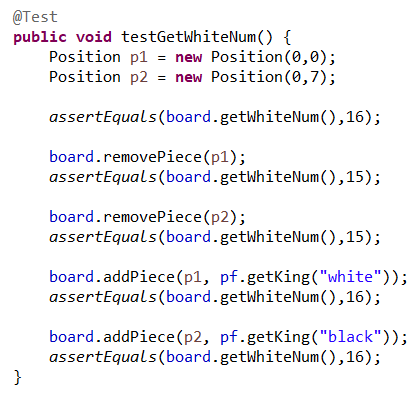 @Test
public void testGetWhiteNum() {
    Position p1 = new Position(0,0);
    Position p2 = new Position(0,7);

    assertEquals(board.getWhiteNum(),16);

    board.removePiece(p1);
    assertEquals(board.getWhiteNum(),15);

    board.removePiece(p2);
    assertEquals(board.getWhiteNum(),15);

    board.addPiece(p1, pf.getKing("white"));
    assertEquals(board.getWhiteNum(),16);

    board.addPiece(p2, pf.getKing("black"));
    assertEquals(board.getWhiteNum(),16);
}